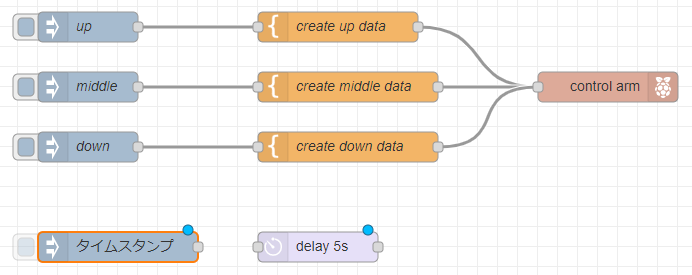 up
create up data
middle
create middle data
control arm
down
create down data
タイムスタンプ
delay 5s